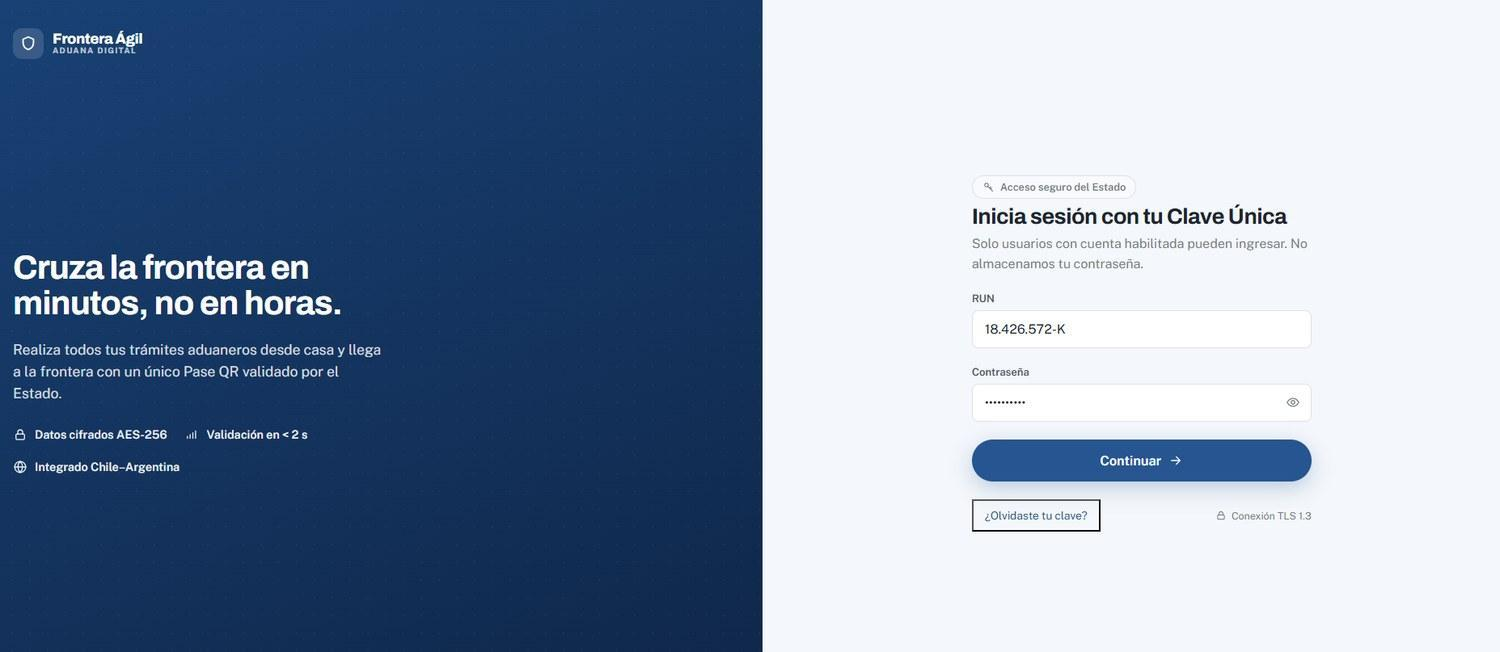 Frontera Ágil
ADUANA DIGITAL
Cruza la frontera en
minutos, no en horas.
Realiza todos tus trámites aduaneros desde casa y llega
a la frontera con un único Pase QR validado por el
Estado.
Datos cifrados AES-256
Validación en < 2 s
Integrado Chile–Argentina
Acceso seguro del Estado
Inicia sesión con tu Clave Única
Solo usuarios con cuenta habilitada pueden ingresar. No
almacenamos tu contraseña.
RUN
18.426.572-K
Contraseña
••••••••••
Continuar →
¿Olvidaste tu clave?
Conexión TLS 1.3